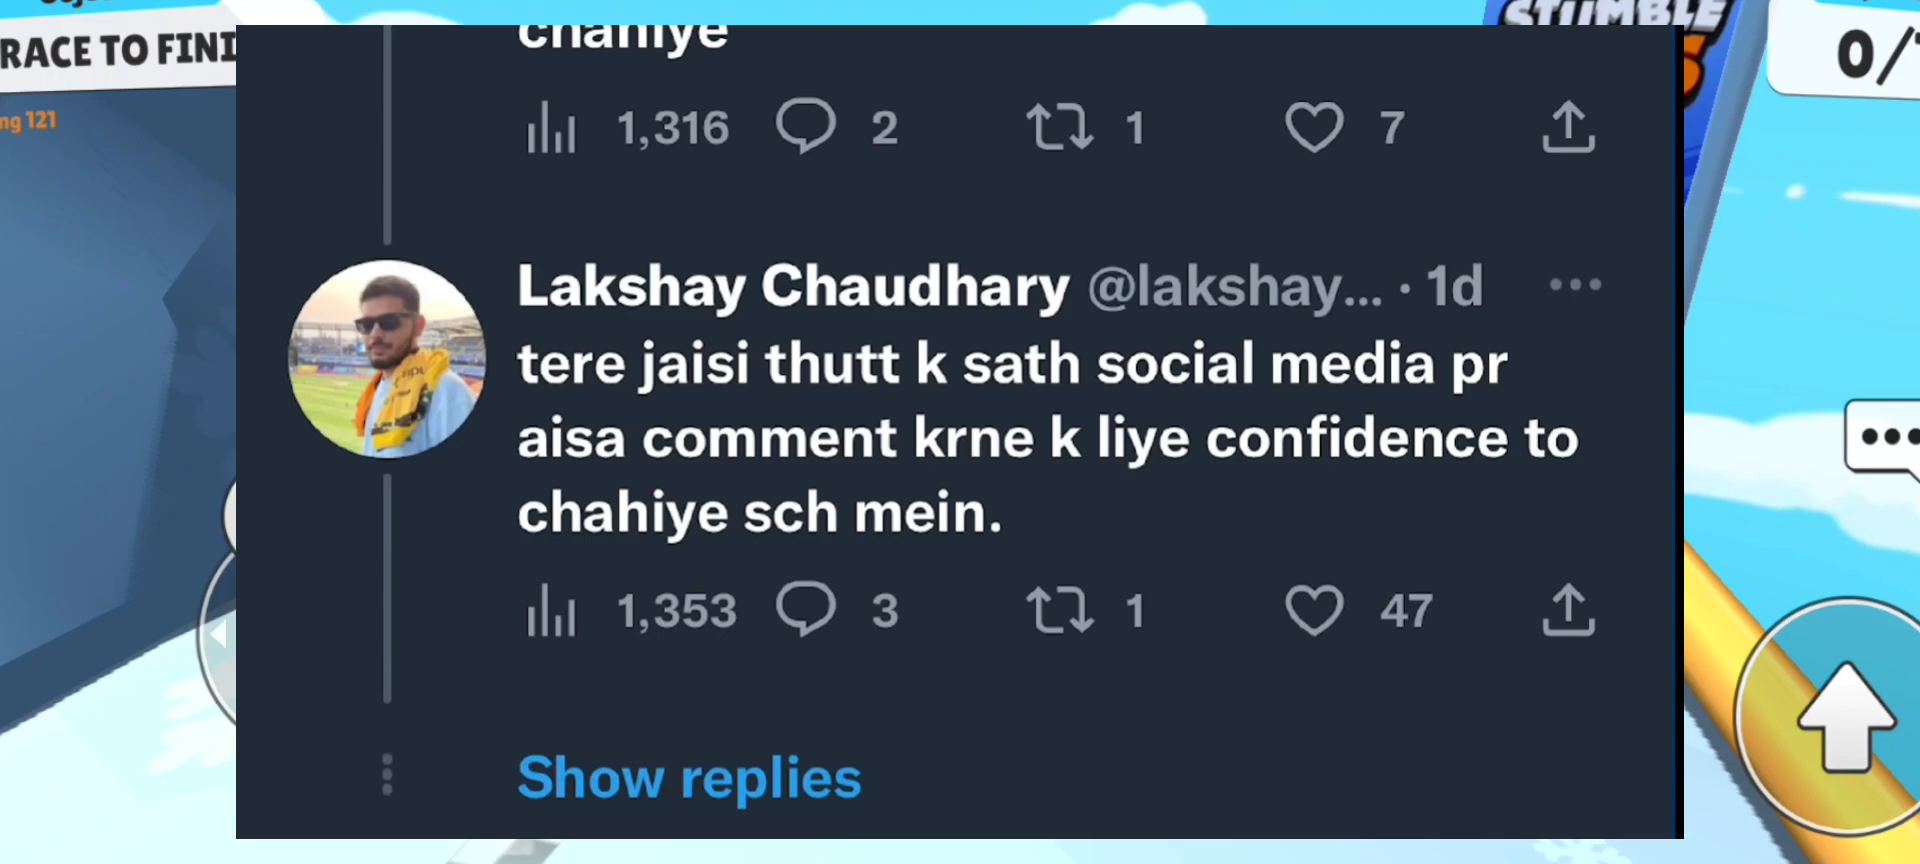 RACE TO FINI
STUMBLE
0/
ng 121
chahiye
1,316 2 1 7
Lakshay Chaudhary @lakshay... · 1d
tere jaisi thutt k sath social media pr
aisa comment krne k liye confidence to
chahiye sch mein.
1,353 3 1 47
Show replies